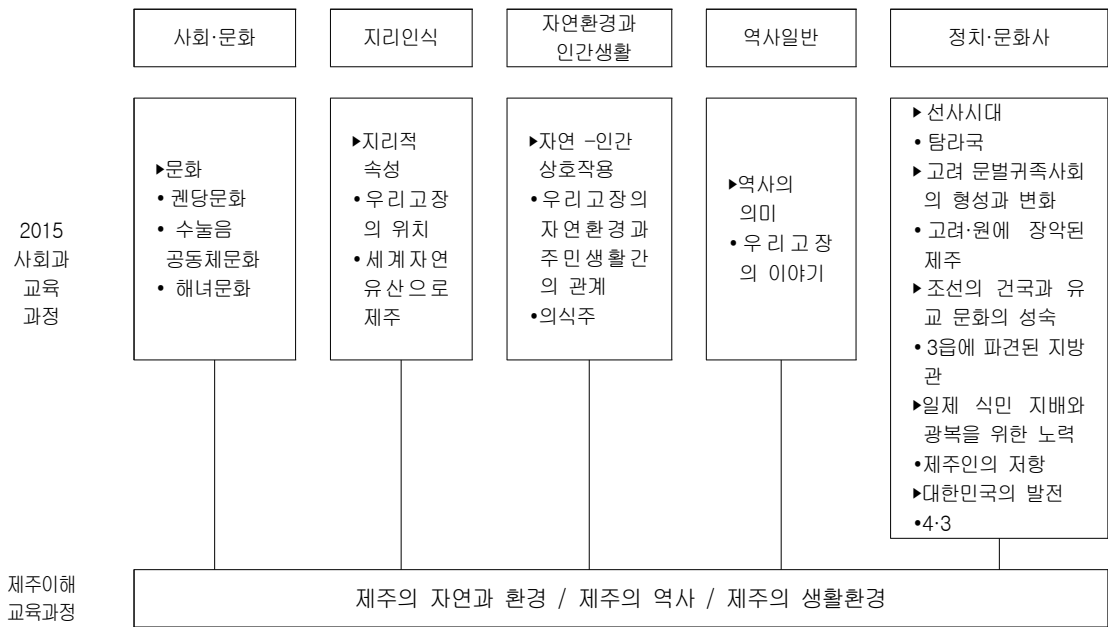 사회·문화
지리인식
자연환경과
인간생활
역사일반
정치·문화사
2015
사회과
교육
과정
▶문화
• 궨당문화
• 수눌음
공동체문화
• 해녀문화
▶지리적
속성
•우리고장
의 위치
•세계자연
유산으로
제주
▶자연 -인간
상호작용
•우리고장의
자연환경과
주민생활간
의 관계
•의식주
▶역사의
의미
•우리고장
의 이야기
▶선사시대
• 탐라국
▶고려 문벌귀족사회
의 형성과 변화
•고려·원에 장악된
제주
▶조선의 건국과 유
교 문화의 성숙
•3읍에 파견된 지방
관
▶일제 식민 지배와
광복을 위한 노력
•제주인의 저항
▶대한민국의 발전
•4·3
제주이해
교육과정
제주의 자연과 환경 / 제주의 역사 / 제주의 생활환경